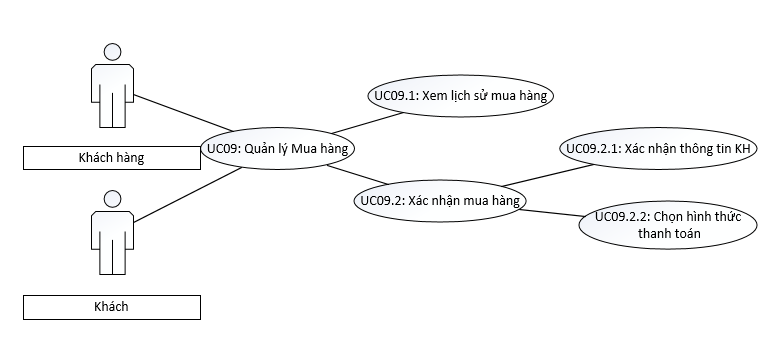 UC09.1: Xem lịch sử mua hàng
Khách hàng
UC09: Quản lý Mua hàng
UC09.2.1: Xác nhận thông tin KH
UC09.2: Xác nhận mua hàng
UC09.2.2: Chọn hình thức
thanh toán
Khách